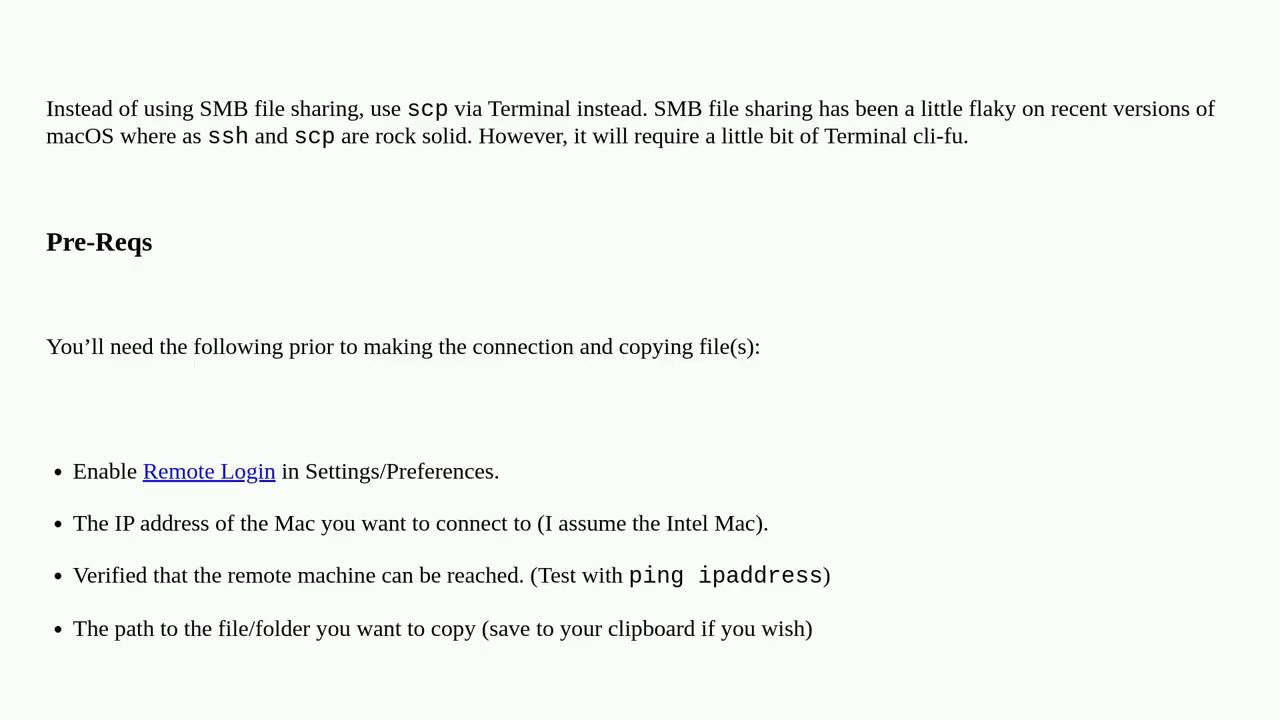 Instead of using SMB file sharing, use scp via Terminal instead. SMB file sharing has been a little flaky on recent versions of
macOS where as ssh and scp are rock solid. However, it will require a little bit of Terminal cli-fu.
Pre-Reqs
You’ll need the following prior to making the connection and copying file(s):
• Enable Remote Login in Settings/Preferences.
• The IP address of the Mac you want to connect to (I assume the Intel Mac).
• Verified that the remote machine can be reached. (Test with ping ipaddress)
• The path to the file/folder you want to copy (save to your clipboard if you wish)